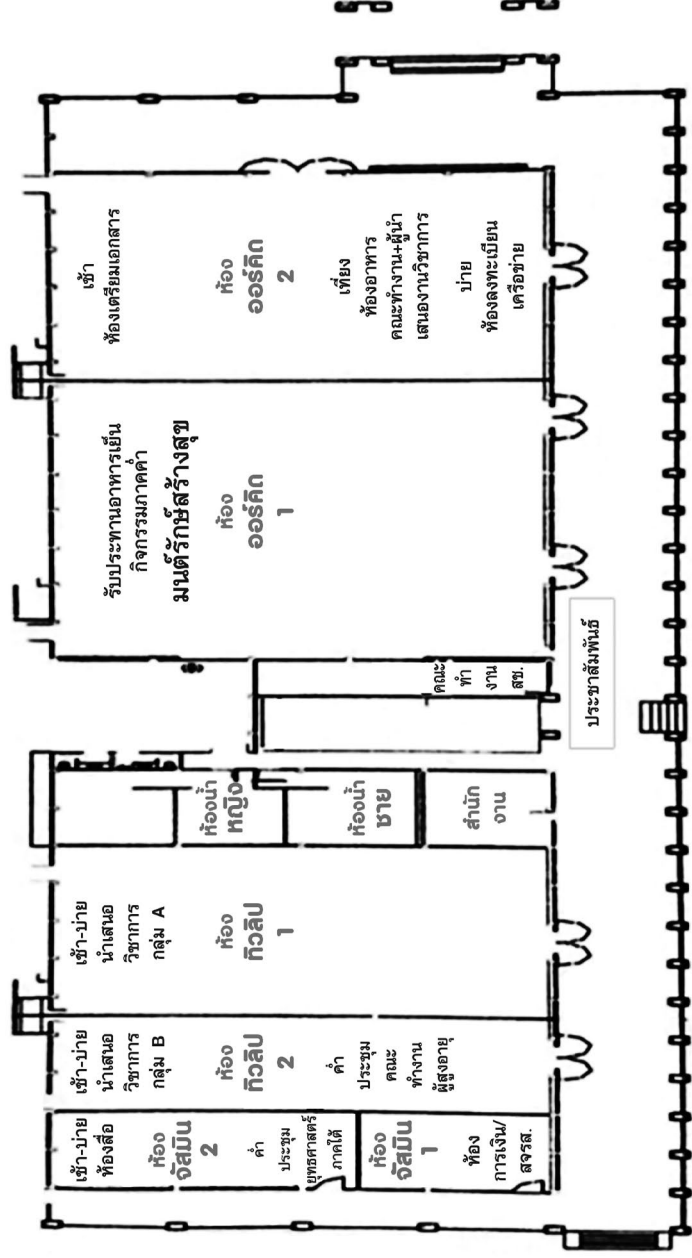 เช้า-บ่าย
ห้องสื่อ
ห้อง
จัสมิน
2
ค่ำ
ประชุม
ยุทธศาสตร์
ภาคใต้
ห้อง
จัสมิน
1
ห้อง
การเงิน/
สจรส.
เช้า-บ่าย
นำเสนอ
วิชาการ
กลุ่ม B
ห้อง
ทิวลิป
2
ค่ำ
ประชุม
คณะ
ทำงาน
ผู้สูงอายุ
เช้า-บ่าย
นำเสนอ
วิชาการ
กลุ่ม A
ห้อง
ทิวลิป
1
ห้องน้ำ
หญิง
ห้องน้ำ
ชาย
สำนัก
งาน
คณะ
ทำ
งาน
สช.
ประชาสัมพันธ์
รับประทานอาหารเย็น
กิจกรรมภาคค่ำ
มนต์รักษ์สร้างสุข
ห้อง
ออร์คิด
1
เช้า
ห้องเตรียมเอกสาร
ห้อง
ออร์คิด
2
เที่ยง
ห้องอาหาร
คณะทำงาน+ผู้นำ
เสนองานวิชาการ
บ่าย
ห้องลงทะเบียน
เครือข่าย